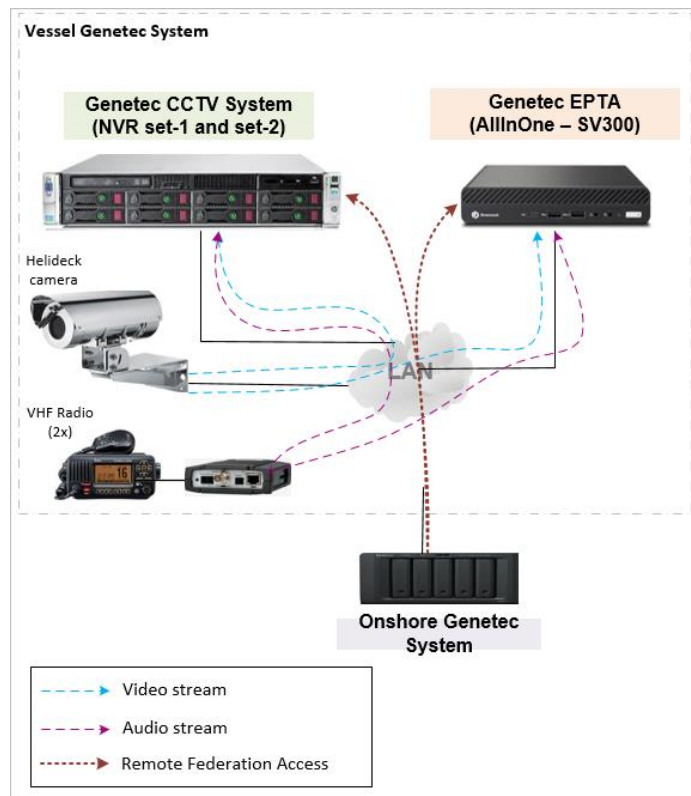 Vessel Genetec System
Genetec CCTV System
(NVR set-1 and set-2)
Genetec EPTA
(AllInOne – SV300)
Helideck
camera
LAN
VHF Radio
(2x)
16
Onshore Genetec
System
Video stream
Audio stream
Remote Federation Access